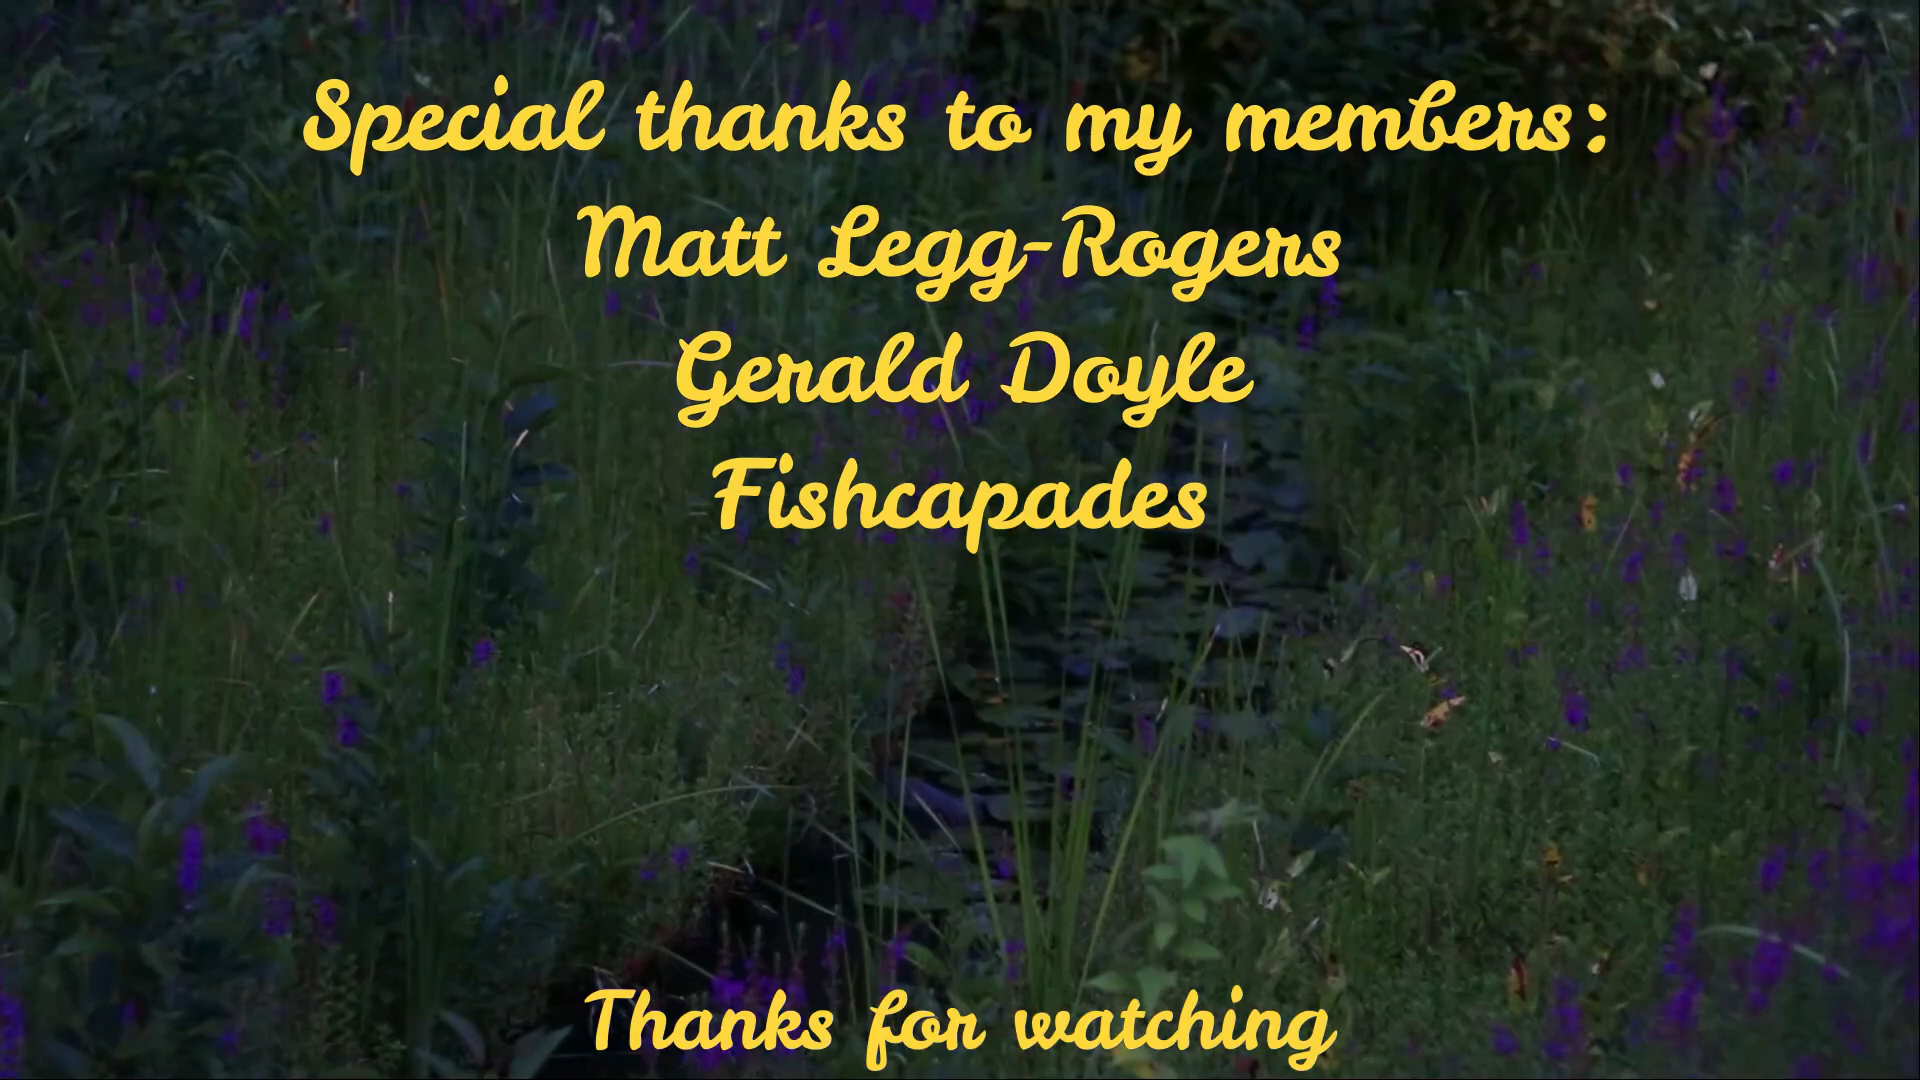 Special thanks to my members:
Matt Legg-Rogers
Gerald Doyle
Fishcapades
Thanks for watching